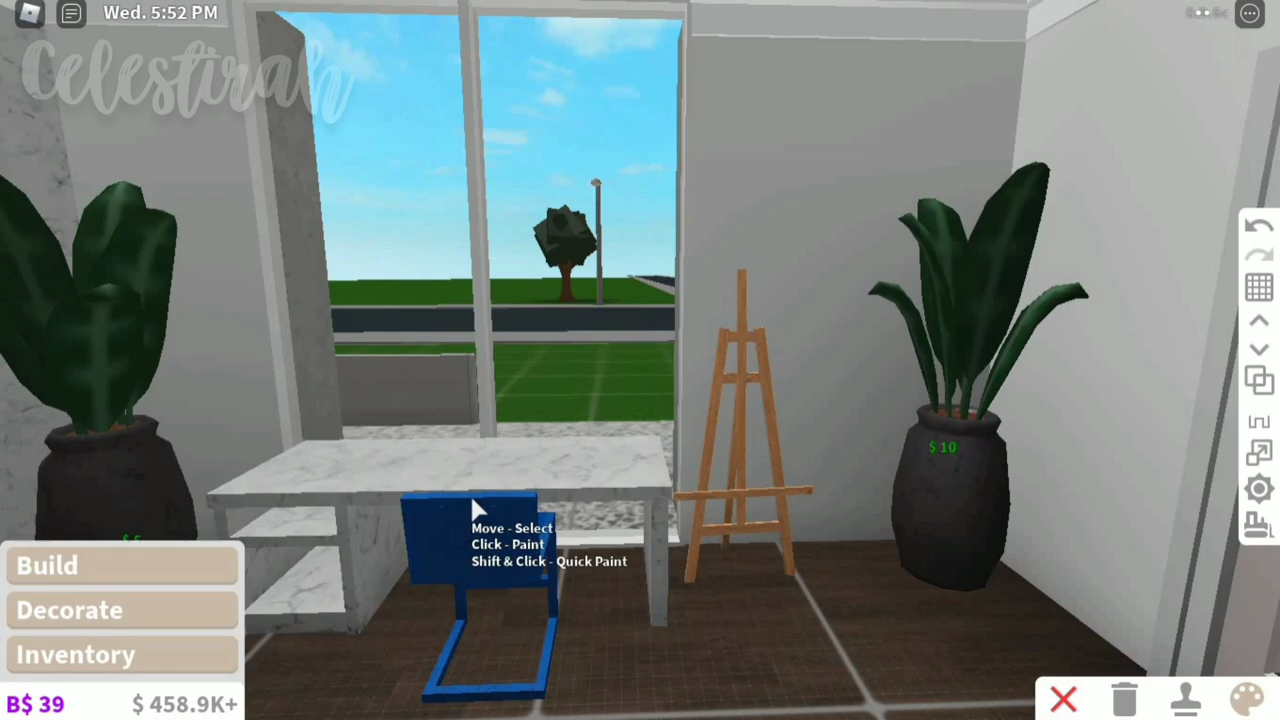 Wed. 5:52 PM
Celestirah
$ 10
Move - Select
Click - Paint
Shift & Click - Quick Paint
Build
Decorate
Inventory
B$ 39
$ 458.9K+